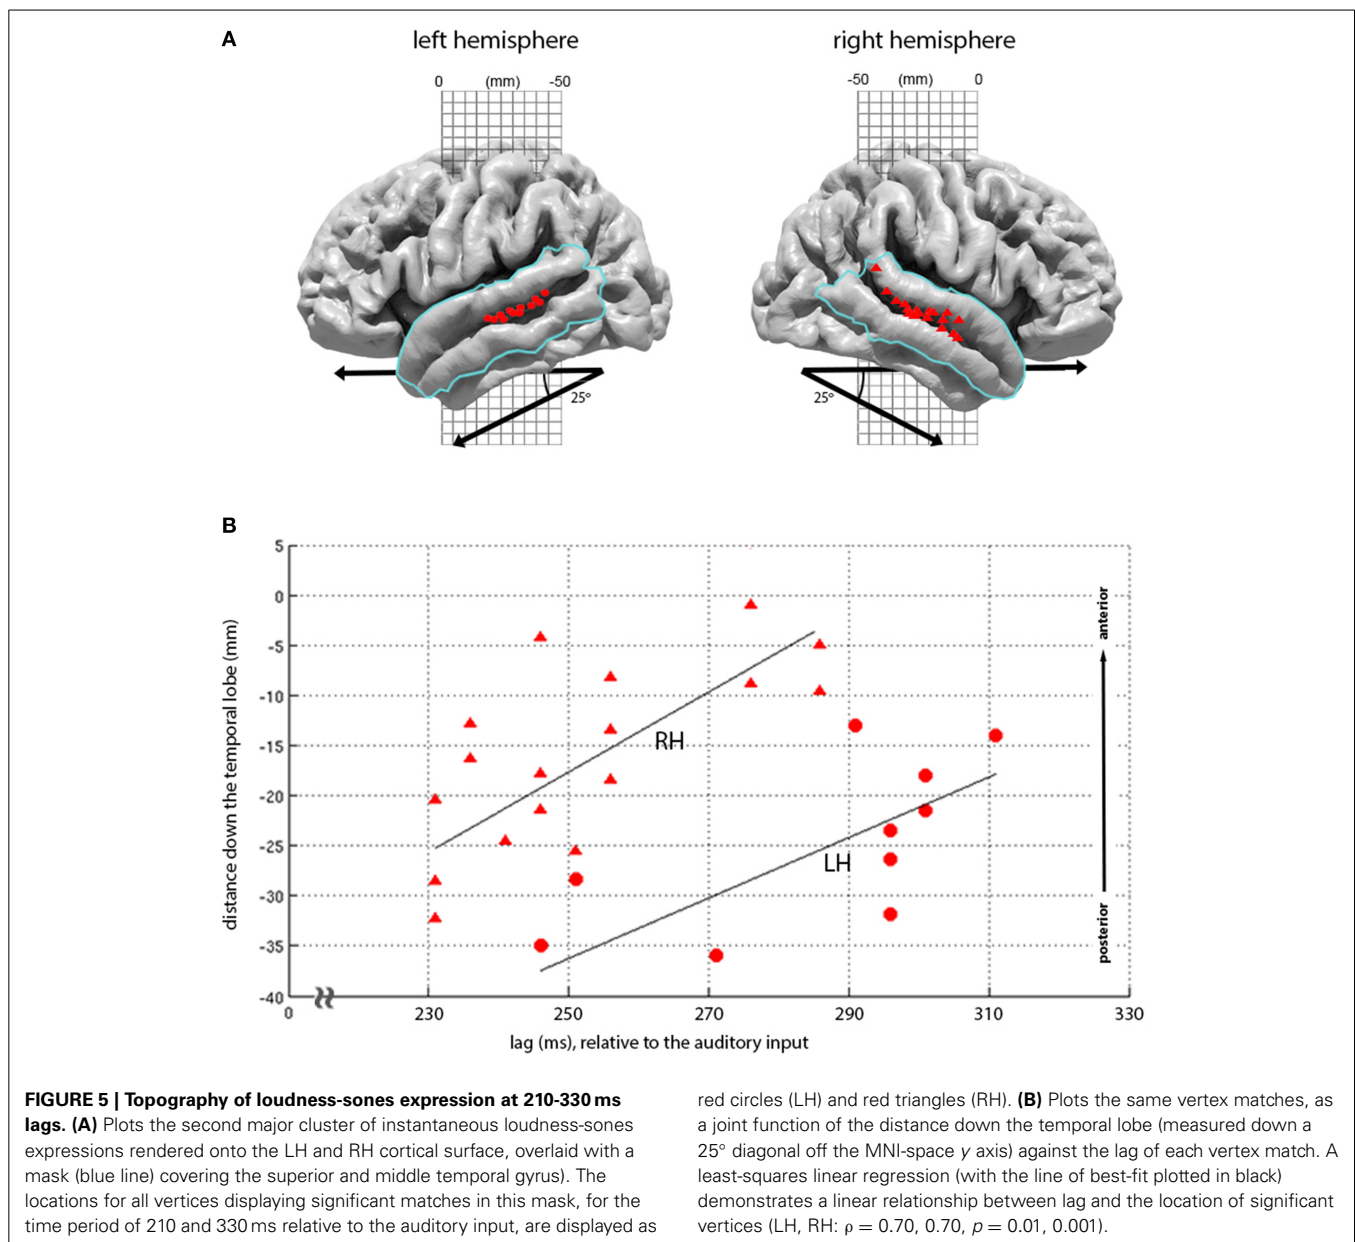 A
left hemisphere
right hemisphere
0 (mm) -50
-50 (mm) 0
25°
25°
B
5
0
-5
-10
-15
-20
-25
-30
-35
-40
distance down the temporal lobe (mm)
RH
LH
anterior
posterior
0 230 250 270 290 310 330
lag (ms), relative to the auditory input
FIGURE 5 | Topography of loudness-sones expression at 210-330 ms
lags. (A) Plots the second major cluster of instantaneous loudness-sones
expressions rendered onto the LH and RH cortical surface, overlaid with a
mask (blue line) covering the superior and middle temporal gyrus). The
locations for all vertices displaying significant matches in this mask, for the
time period of 210 and 330 ms relative to the auditory input, are displayed as
red circles (LH) and red triangles (RH). (B) Plots the same vertex matches, as
a joint function of the distance down the temporal lobe (measured down a
25° diagonal off the MNI-space y axis) against the lag of each vertex match. A
least-squares linear regression (with the line of best-fit plotted in black)
demonstrates a linear relationship between lag and the location of significant
vertices (LH, RH: ρ = 0.70, 0.70, p = 0.01, 0.001).